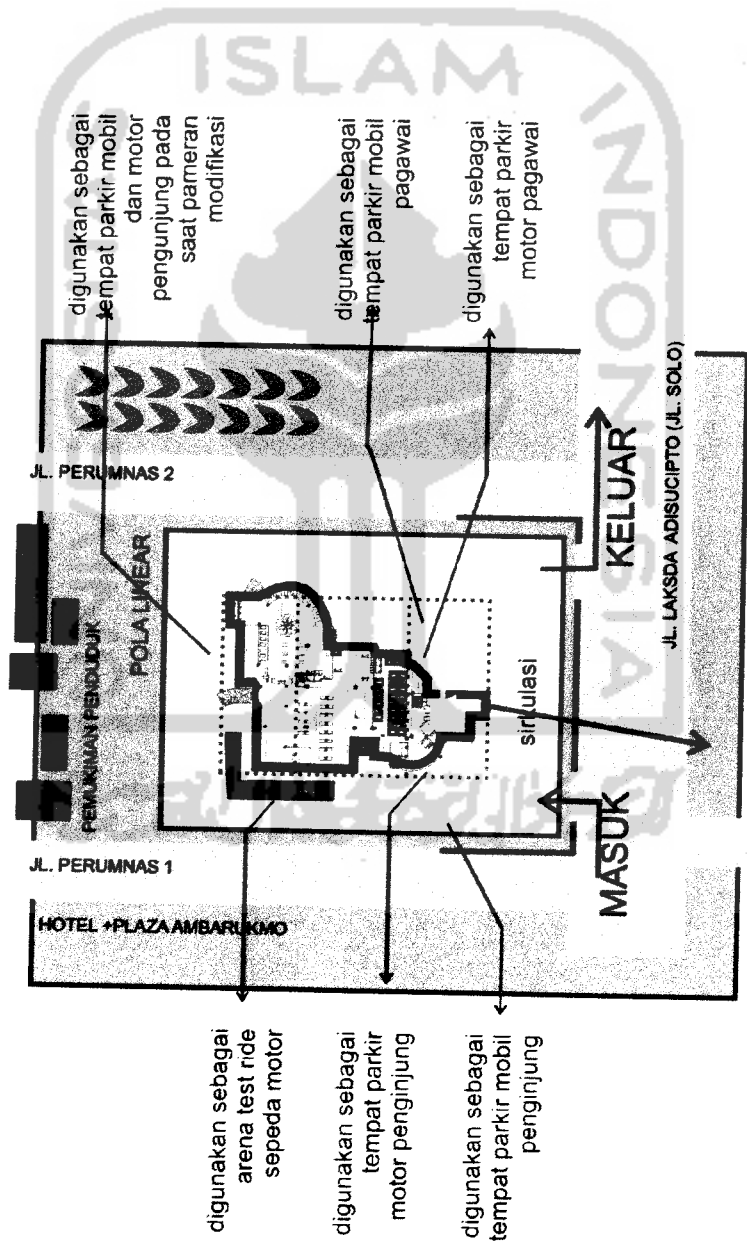 ISLAM
UNIVERSITAS
INDONESIA
digunakan sebagai
tempat parkir mobil
dan motor
pengunjung pada
saat pameran
modifikasi
digunakan sebagai
tempat parkir mobil
pagawai
digunakan sebagai
tempat parkir
motor pagawai
JL. PERUMNAS 2
PEMUKIMAN PENDUDUK
POLA LINEAR
JL. PERUMNAS 1
HOTEL +PLAZA AMBARUKMO
sirkulasi
KELUAR
MASUK
JL. LAKSDA ADISUCIPTO (JL. SOLO)
digunakan sebagai
arena test ride
sepeda motor
digunakan sebagai
tempat parkir
motor penginjung
digunakan sebagai
tempat parkir mobil
penginjung